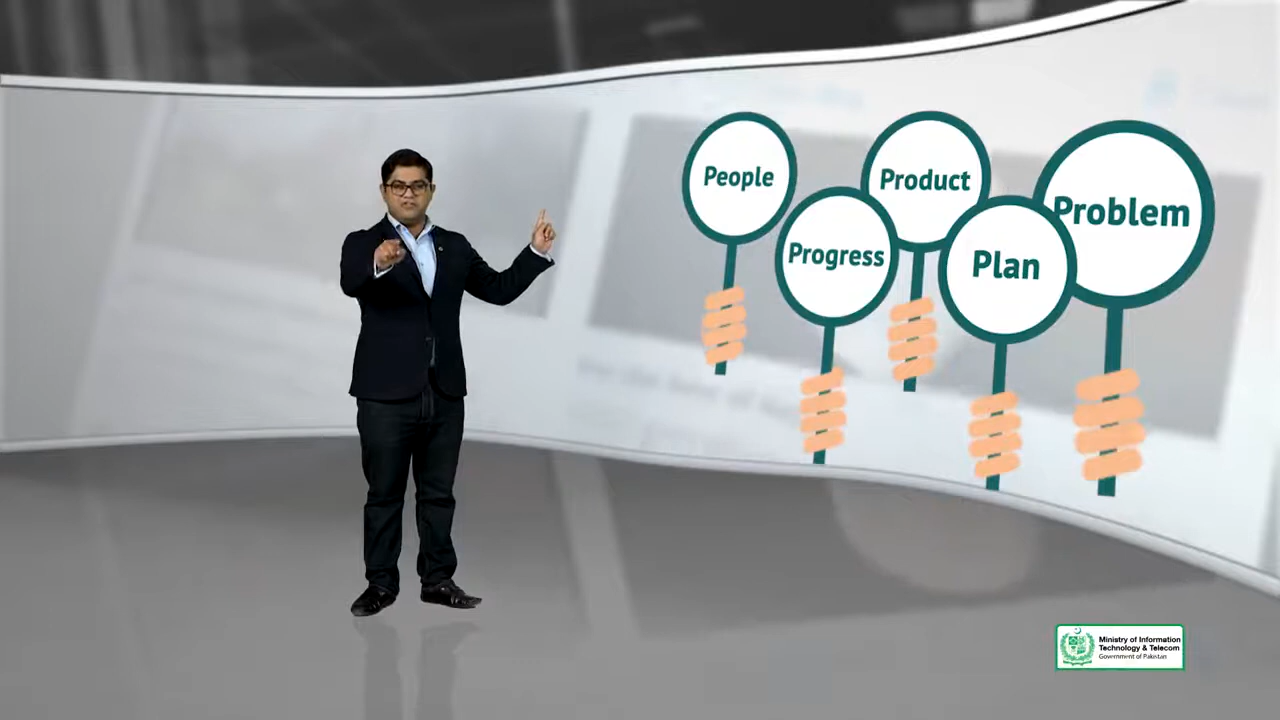 People
Product
Problem
Progress
Plan
Ministry of Information
Technology & Telecom
Government of Pakistan